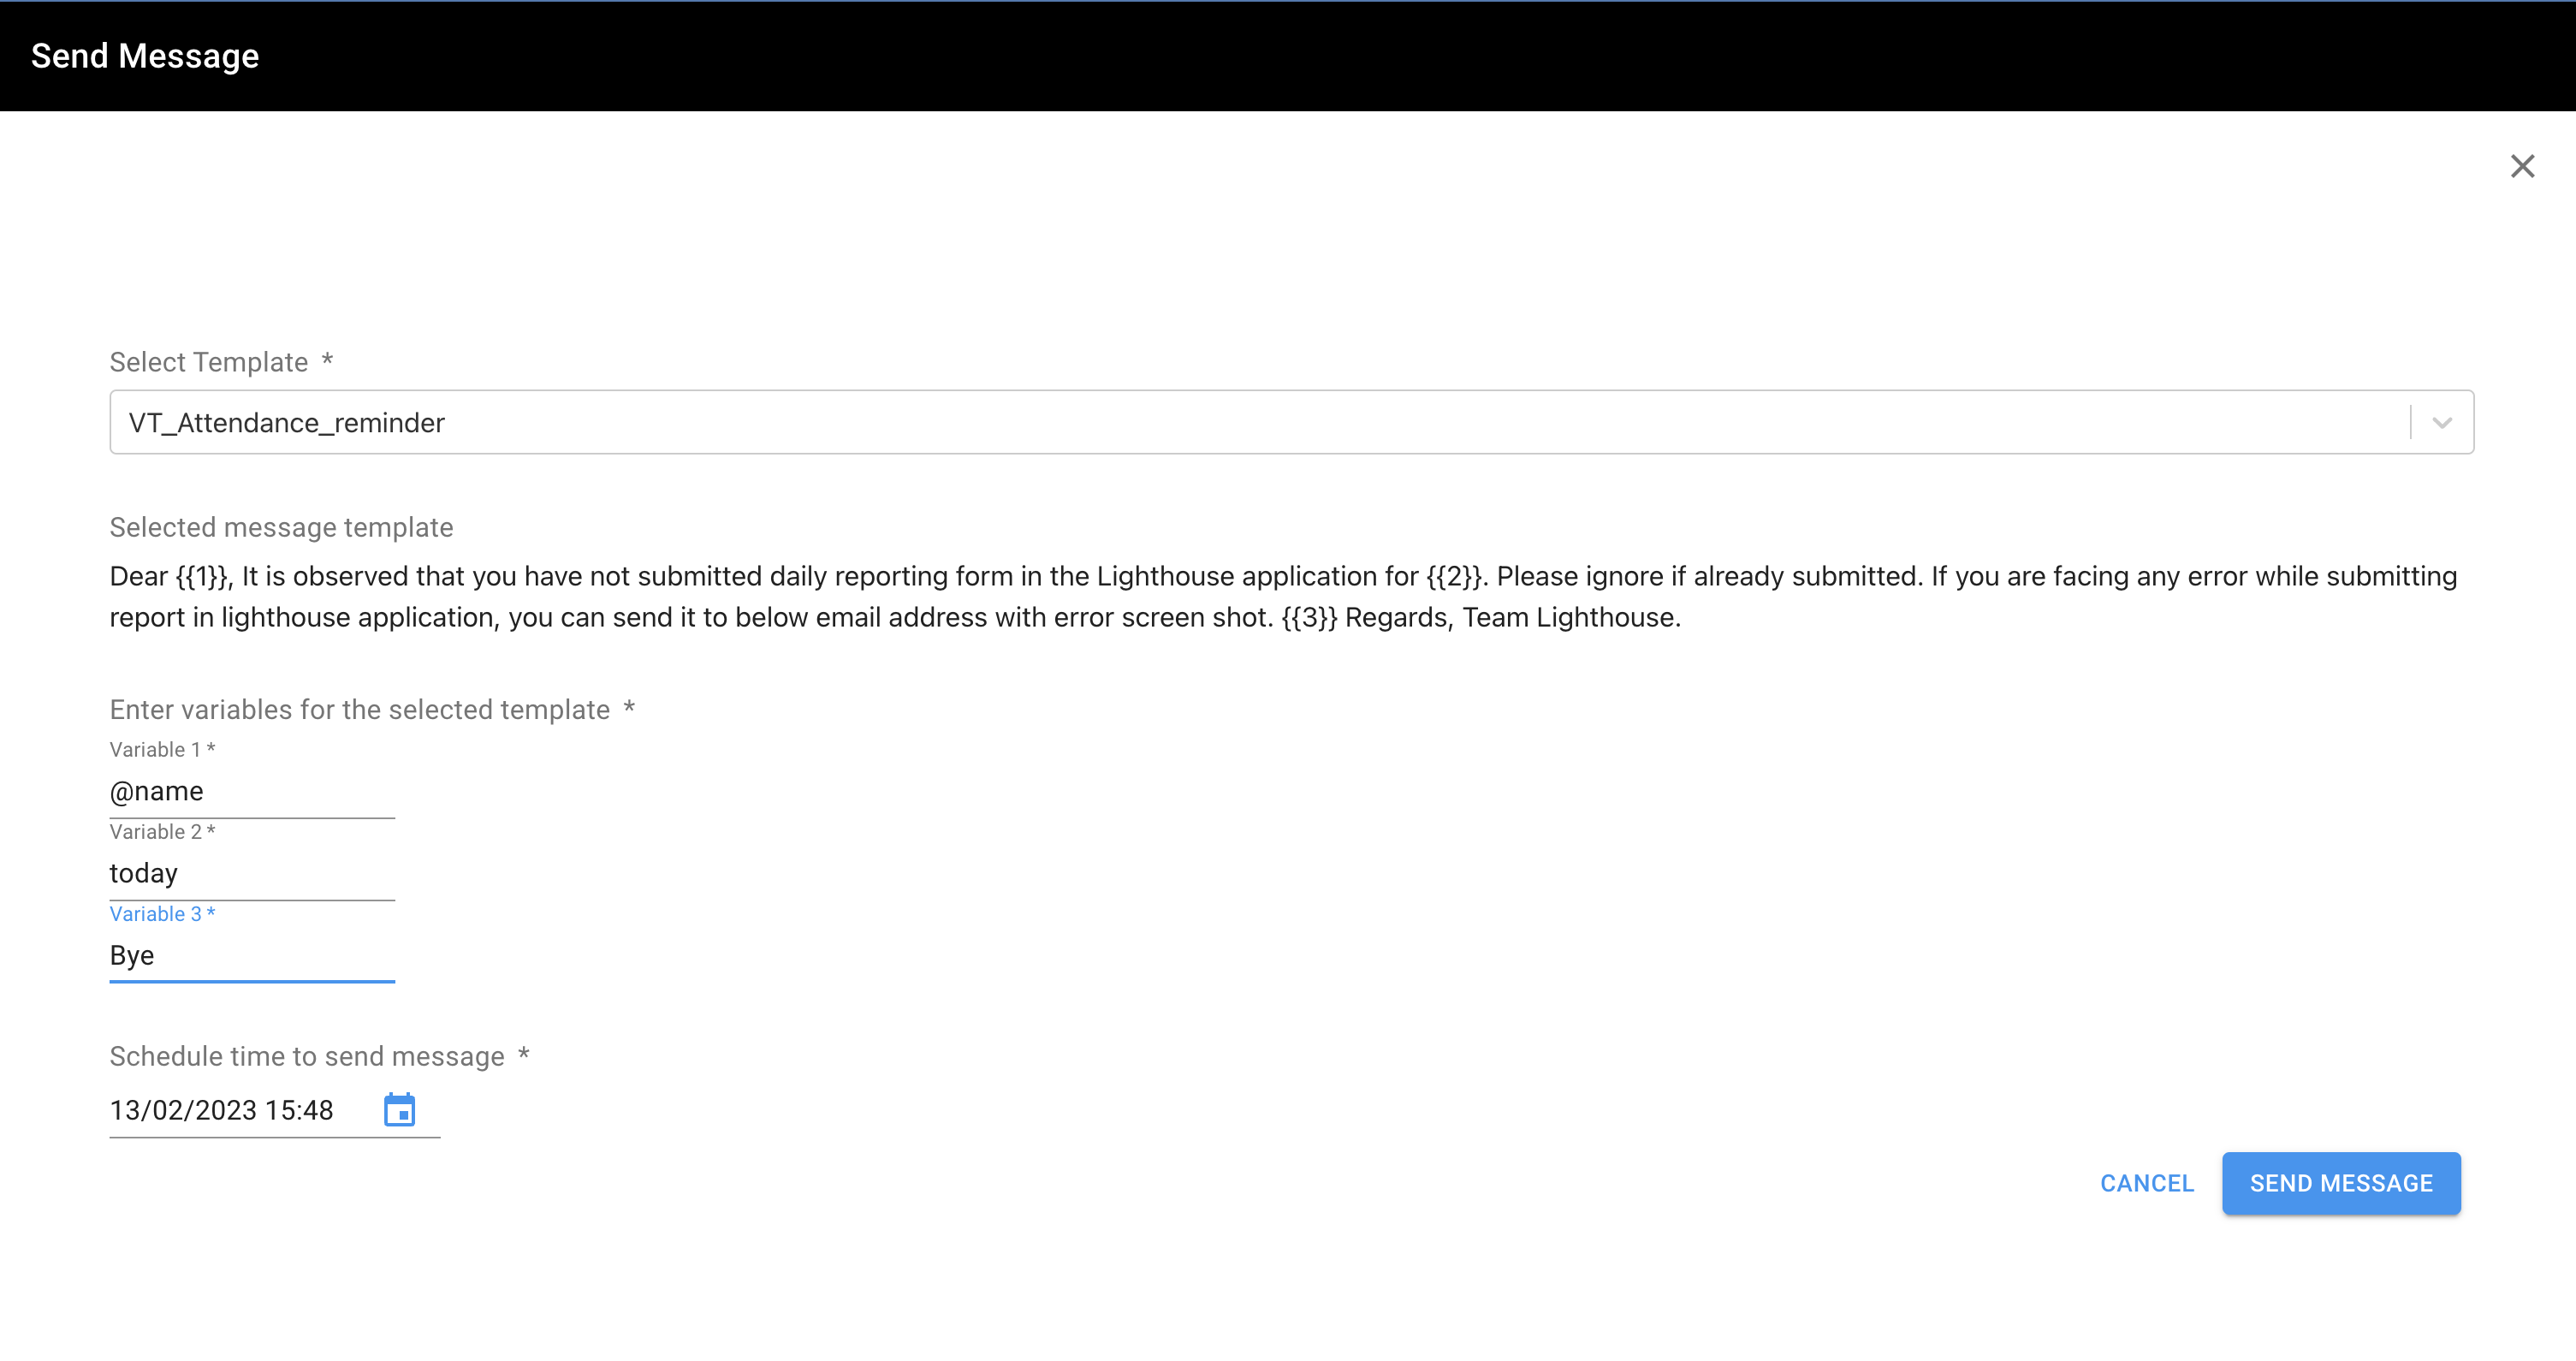 Send Message
Select Template *
VT_Attendance_reminder
Selected message template
Dear {{1}}, It is observed that you have not submitted daily reporting form in the Lighthouse application for {{2}}. Please ignore if already submitted. If you are facing any error while submitting
report in lighthouse application, you can send it to below email address with error screen shot. {{3}} Regards, Team Lighthouse.
Enter variables for the selected template *
Variable 1 *
@name
Variable 2 *
today
Variable 3 *
Bye
Schedule time to send message *
13/02/2023 15:48
CANCEL SEND MESSAGE